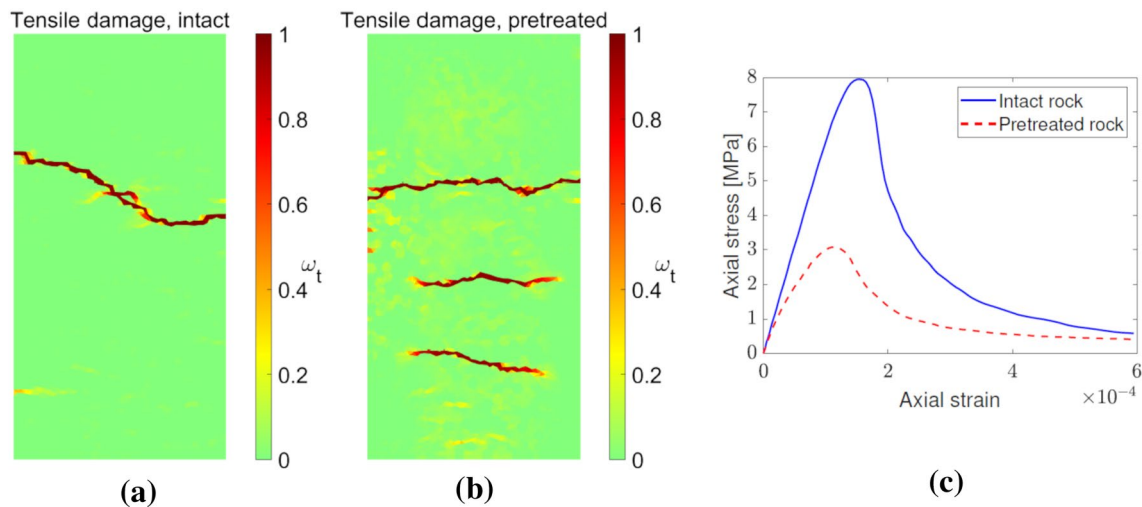 Tensile damage, intact
1
0.8
0.6
ω_t
0.4
0.2
0
(a)
Tensile damage, pretreated
1
0.8
0.6
ω_t
0.4
0.2
0
(b)
8
7
6
5
4
3
2
1
0
Axial stress [MPa]
Intact rock
Pretreated rock
0 2 4 6
Axial strain
×10⁻⁴
(c)